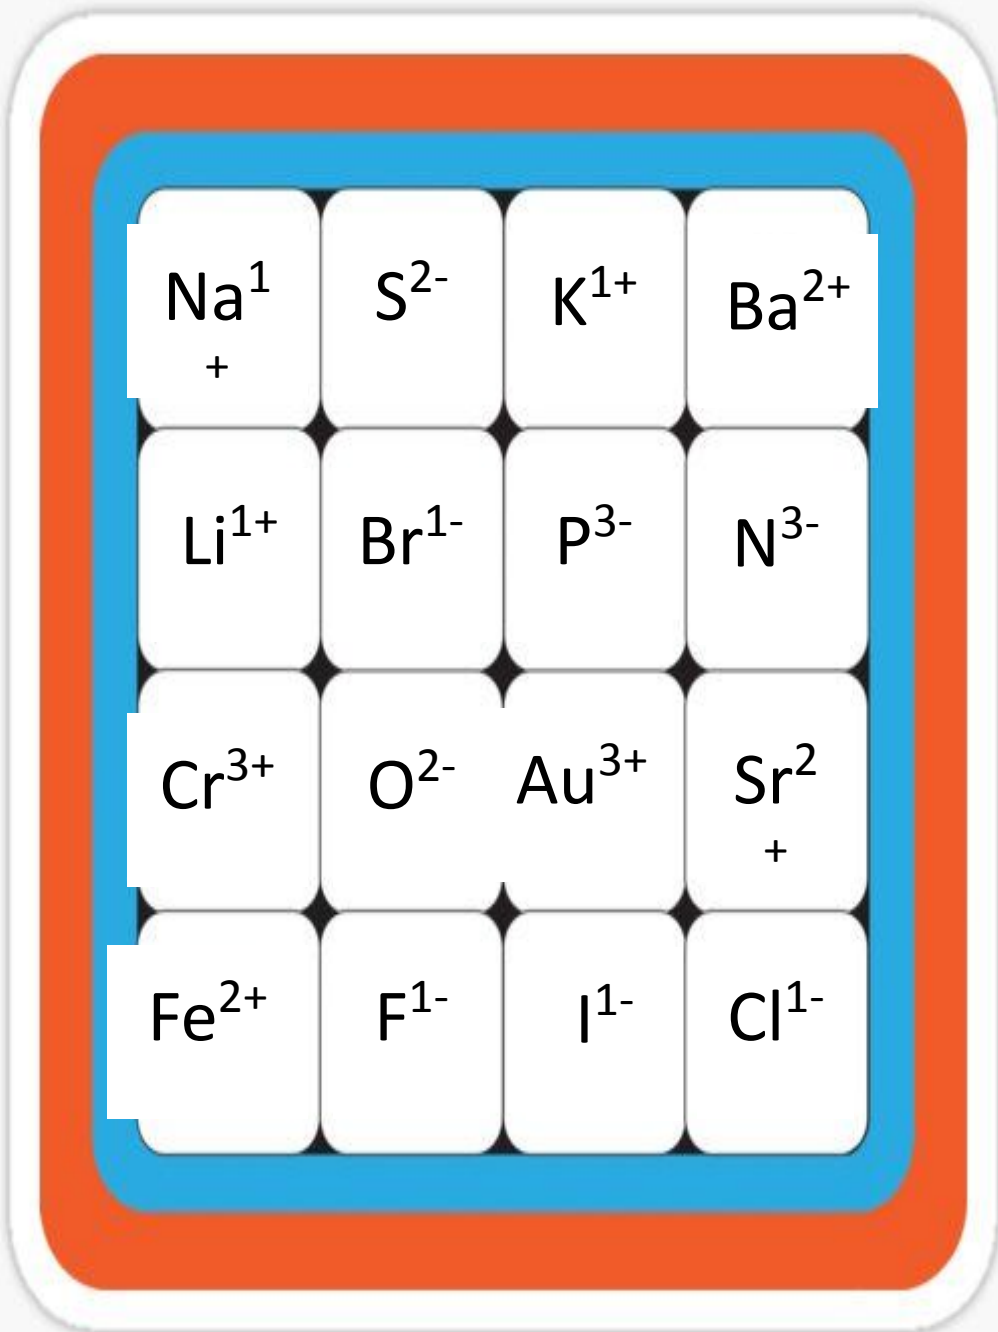 Na¹ S²⁻ K¹⁺ Ba²⁺
+
Li¹⁺ Br¹⁻ P³⁻ N³⁻
Cr³⁺ O²⁻ Au³⁺ Sr²
+
Fe²⁺ F¹⁻ I¹⁻ Cl¹⁻